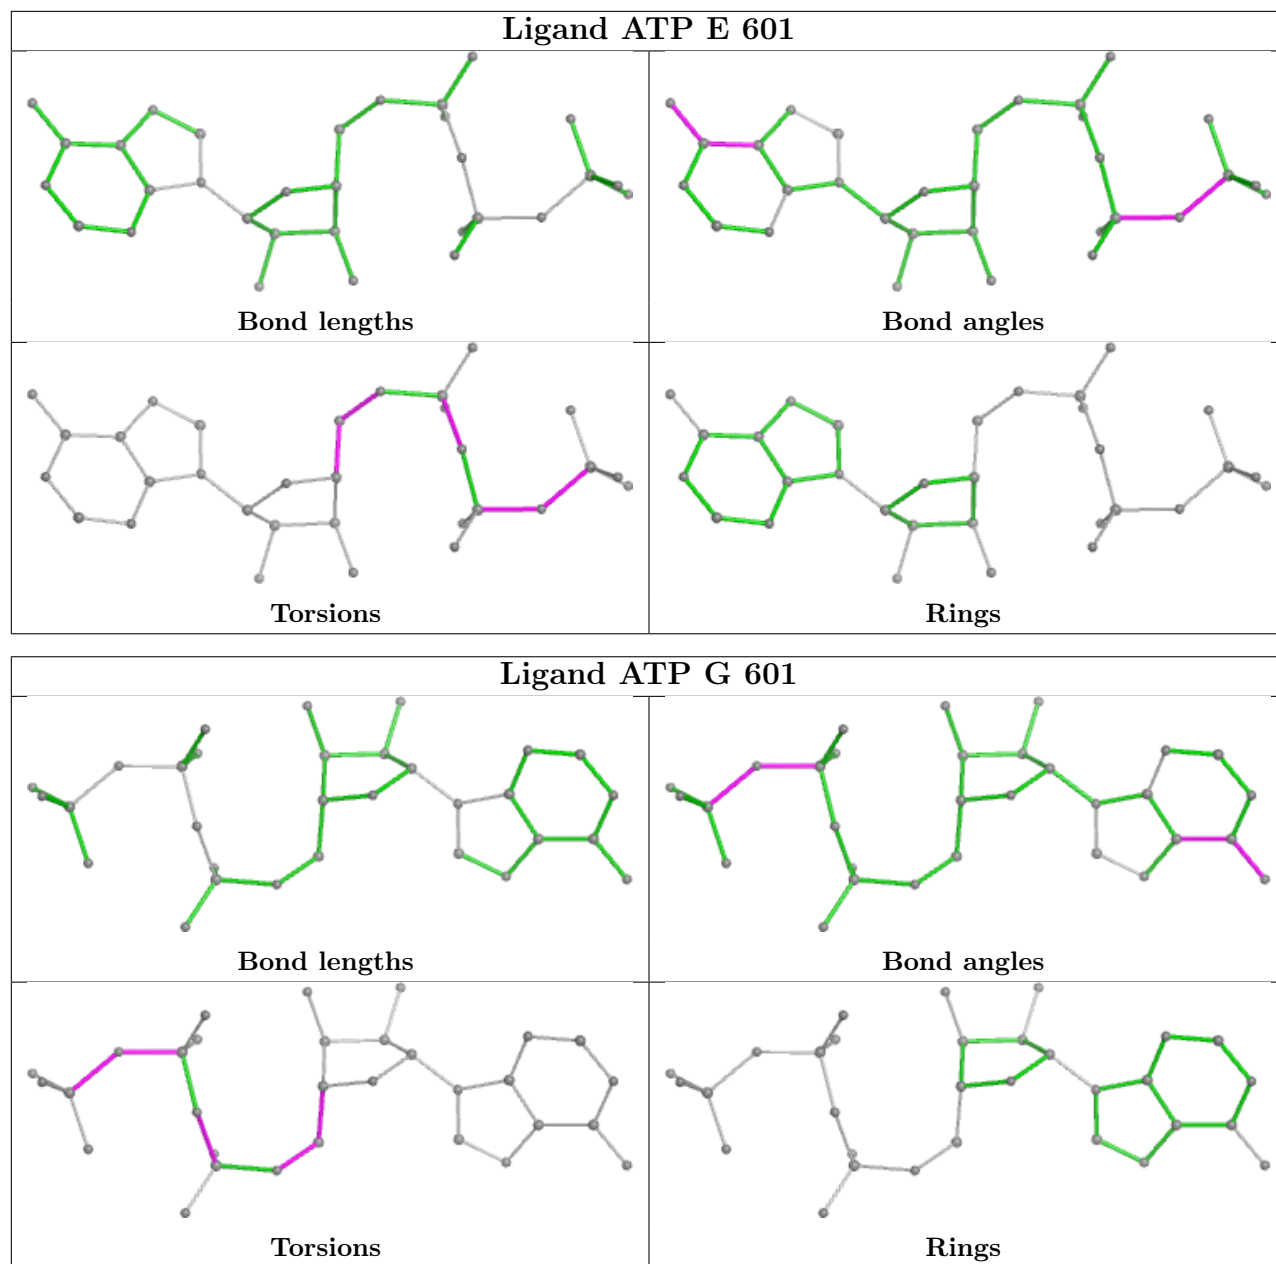 Ligand ATP E 601
Bond lengths
Bond angles
Torsions
Rings
Ligand ATP G 601
Bond lengths
Bond angles
Torsions
Rings